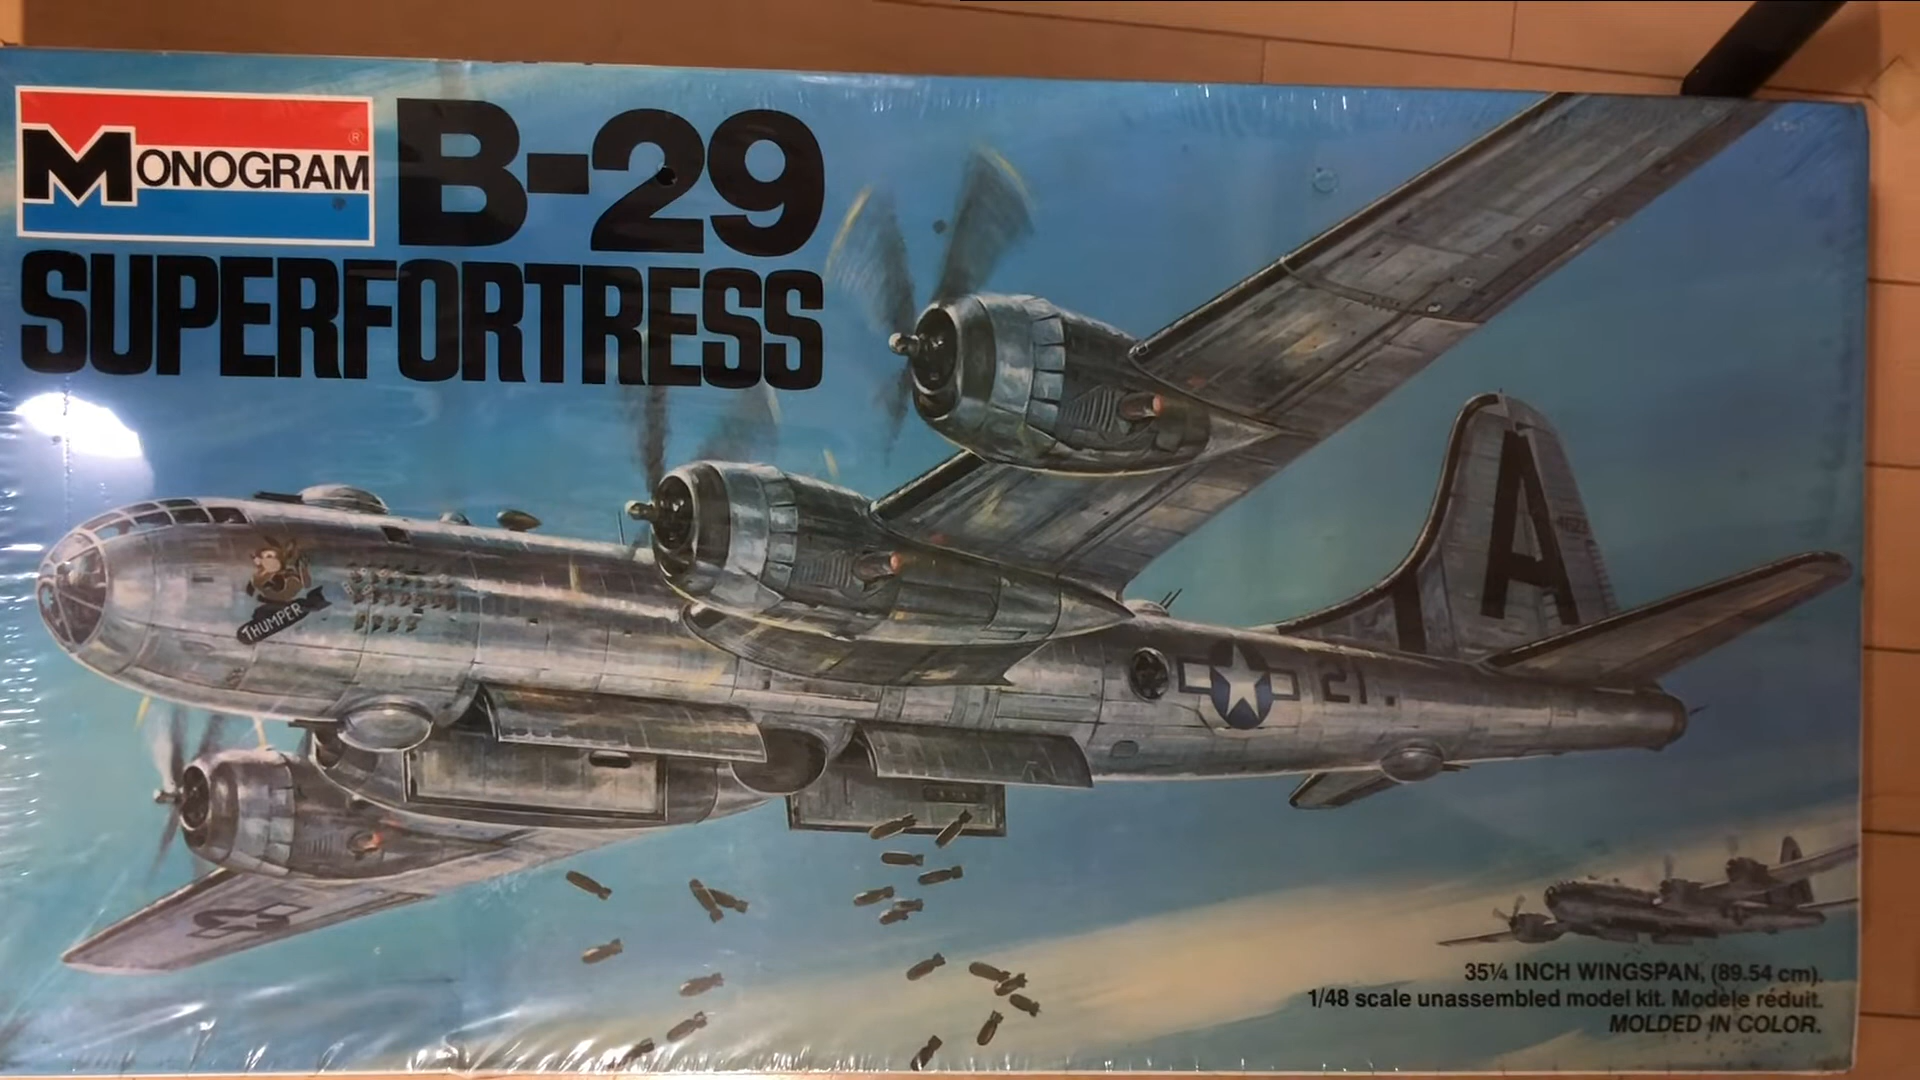 MONOGRAM®
B-29
SUPERFORTRESS
THUMPER
A
21
35¼ INCH WINGSPAN, (89.54 cm).
1/48 scale unassembled model kit. Modèle réduit.
MOLDED IN COLOR.